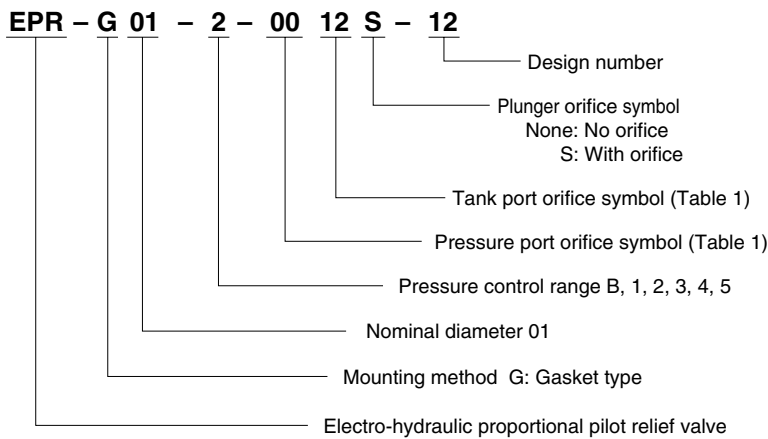 EPR – G 01 – 2 – 00 12 S – 12
Design number
Plunger orifice symbol
None: No orifice
S: With orifice
Tank port orifice symbol (Table 1)
Pressure port orifice symbol (Table 1)
Pressure control range B, 1, 2, 3, 4, 5
Nominal diameter 01
Mounting method G: Gasket type
Electro-hydraulic proportional pilot relief valve